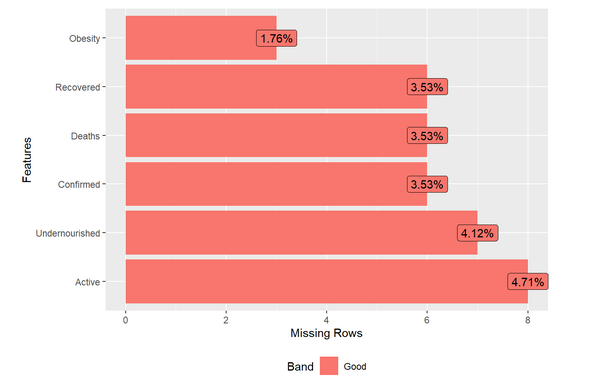 Features
Obesity
1.76%
Recovered
3.53%
Deaths
3.53%
Confirmed
3.53%
Undernourished
4.12%
Active
4.71%
0 2 4 6 8
Missing Rows
Band Good